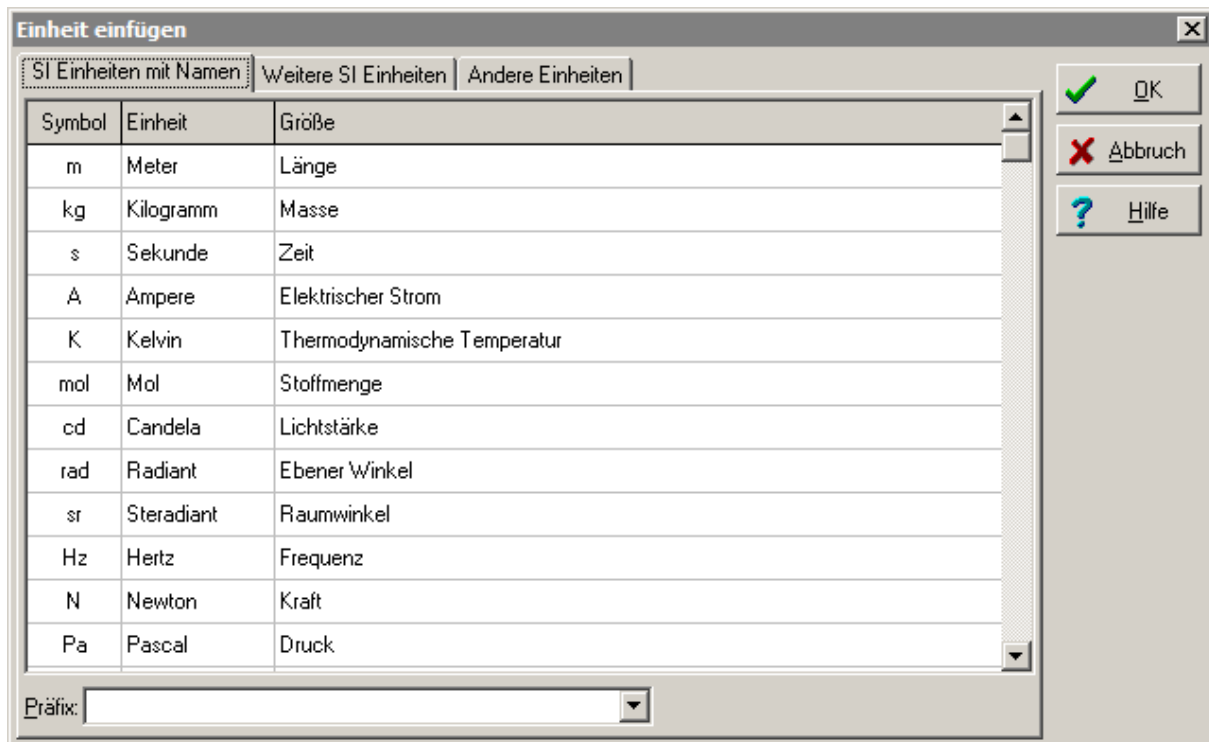 Einheit einfügen
SI Einheiten mit Namen Weitere SI Einheiten Andere Einheiten
OK
Abbruch
Hilfe
Symbol Einheit Größe
m Meter Länge
kg Kilogramm Masse
s Sekunde Zeit
A Ampere Elektrischer Strom
K Kelvin Thermodynamische Temperatur
mol Mol Stoffmenge
cd Candela Lichtstärke
rad Radiant Ebener Winkel
sr Steradiant Raumwinkel
Hz Hertz Frequenz
N Newton Kraft
Pa Pascal Druck
Präfix: